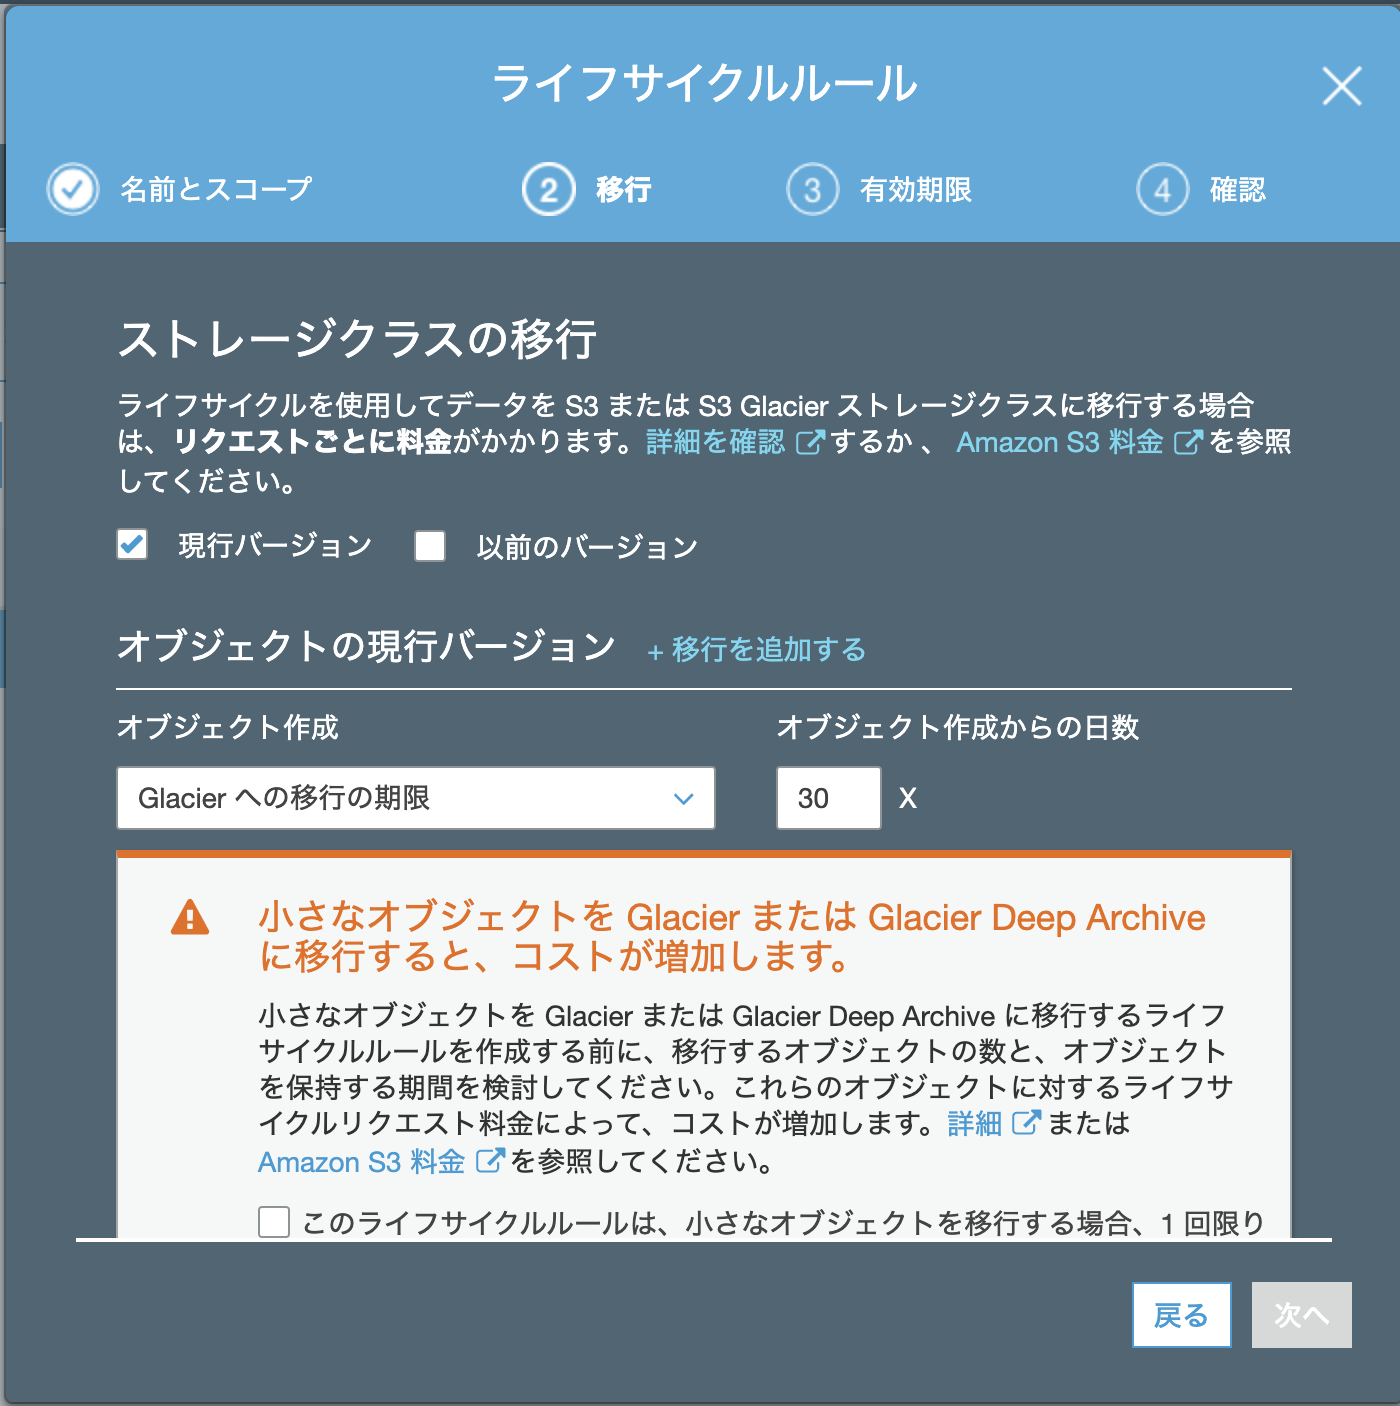 ライフサイクルルール
名前とスコープ
2 移行
3 有効期限
4 確認
ストレージクラスの移行
ライフサイクルを使用してデータを S3 または S3 Glacier ストレージクラスに移行する場合
は、リクエストごとに料金がかかります。詳細を確認 するか 、 Amazon S3 料金 を参照
してください。
現行バージョン 以前のバージョン
オブジェクトの現行バージョン + 移行を追加する
オブジェクト作成 オブジェクト作成からの日数
Glacier への移行の期限 30 X
小さなオブジェクトを Glacier または Glacier Deep Archive
に移行すると、コストが増加します。
小さなオブジェクトを Glacier または Glacier Deep Archive に移行するライフ
サイクルルールを作成する前に、移行するオブジェクトの数と、オブジェクト
を保持する期間を検討してください。これらのオブジェクトに対するライフサ
イクルリクエスト料金によって、コストが増加します。詳細 または
Amazon S3 料金 を参照してください。
このライフサイクルルールは、小さなオブジェクトを移行する場合、1 回限り
戻る 次へ